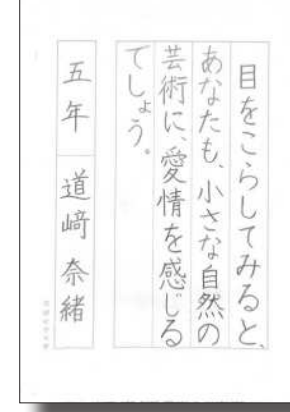 目をこらしてみると、
あなたも、小さな自然の
芸術に、愛情を感じる
でしょう。
五年 道﨑 奈緒